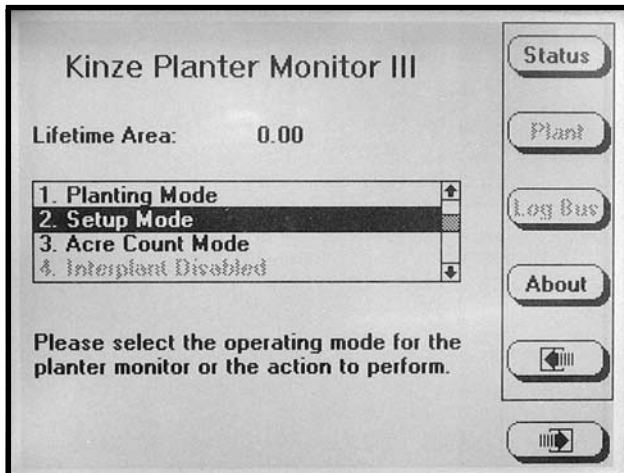 Kinze Planter Monitor III
Lifetime Area: 0.00
1. Planting Mode
2. Setup Mode
3. Acre Count Mode
4. Interplant Disabled
Please select the operating mode for the
planter monitor or the action to perform.
Status
Plant
Log Bus
About